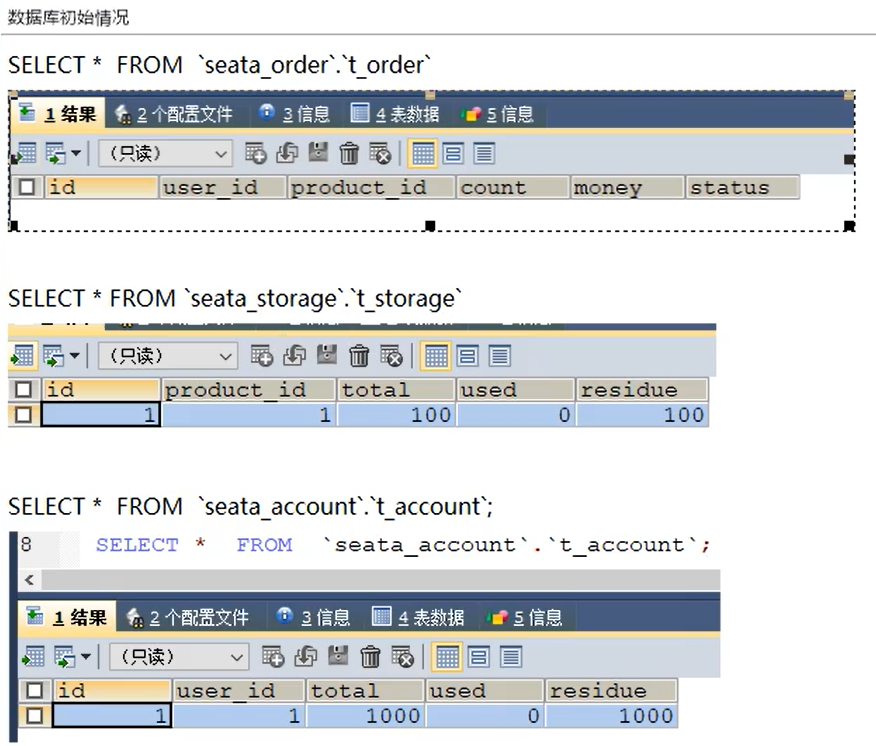 数据库初始情况
SELECT * FROM `seata_order`.`t_order`
1 结果 2 个配置文件 3 信息 4 表数据 5 信息
(只读)
id user_id product_id count money status
SELECT * FROM `seata_storage`.`t_storage`
(只读)
id product_id total used residue
1 1 100 0 100
SELECT * FROM `seata_account`.`t_account`;
8 SELECT * FROM `seata_account`.`t_account`;
<
1 结果 2 个配置文件 3 信息 4 表数据 5 信息
(只读)
id user_id total used residue
1 1 1000 0 1000